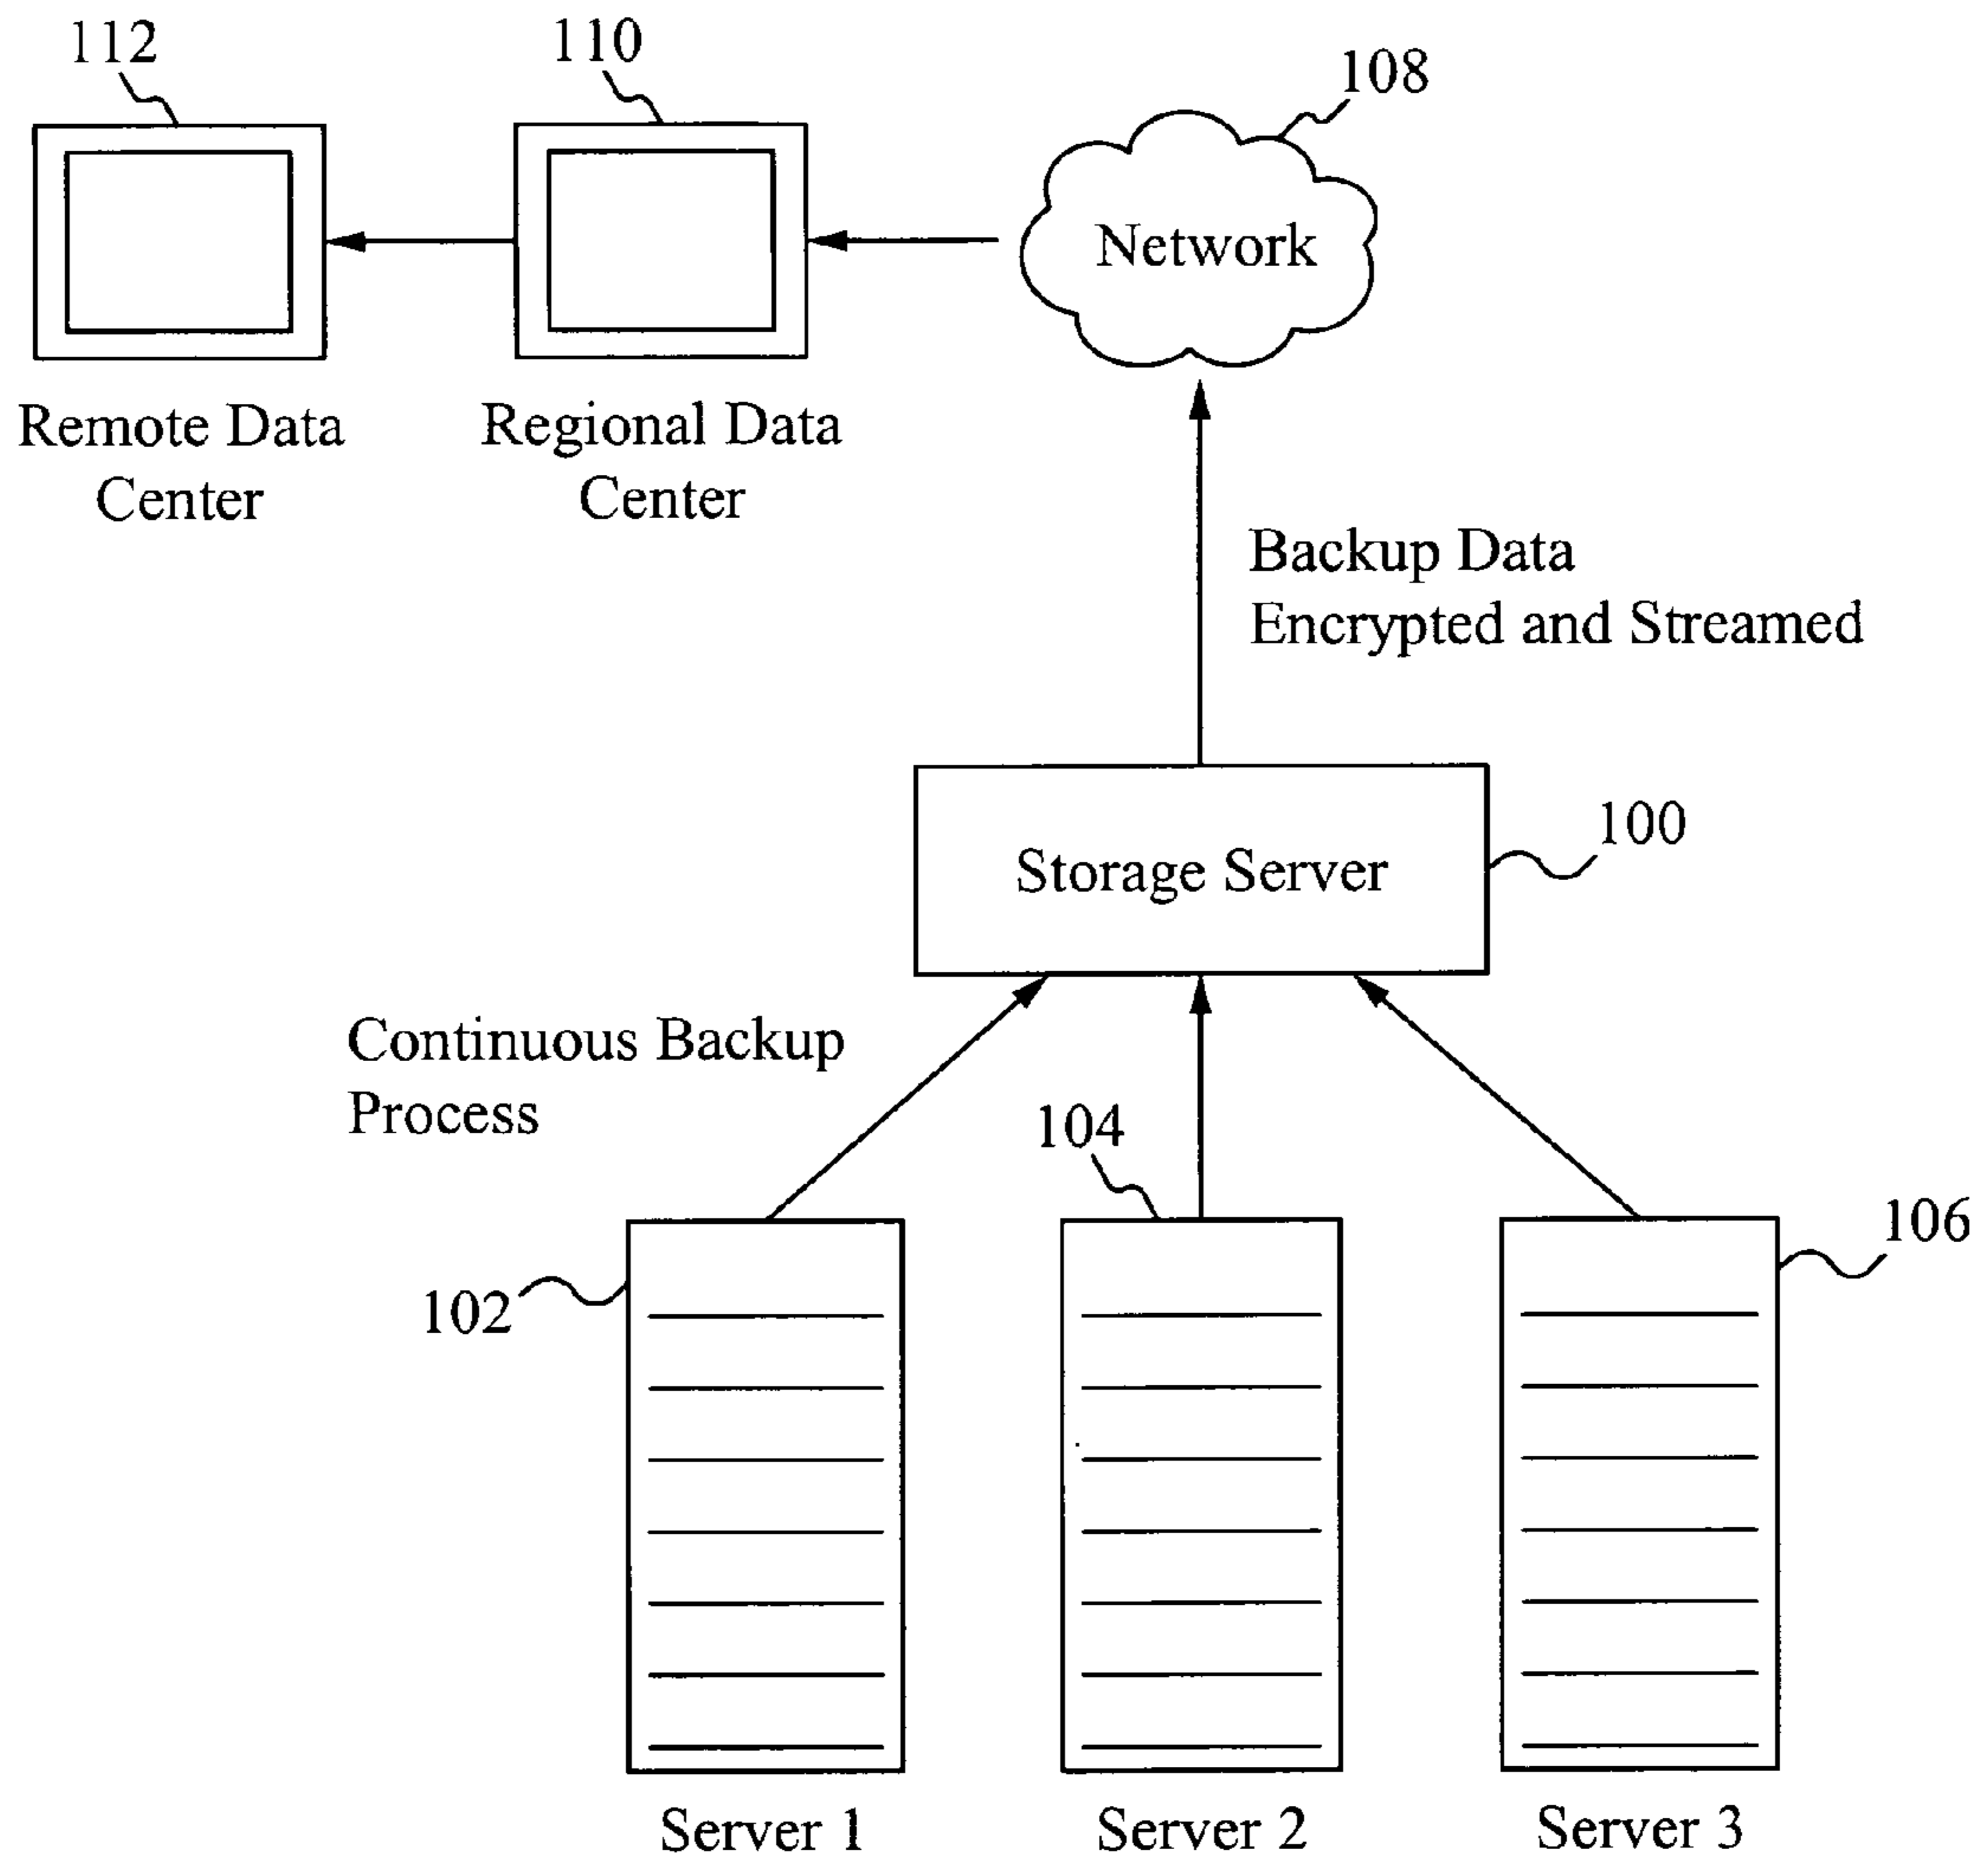 112
110
108
Network
Remote Data
Center
Regional Data
Center
Backup Data
Encrypted and Streamed
Storage Server
100
Continuous Backup
Process
104
102
106
Server 1
Server 2
Server 3